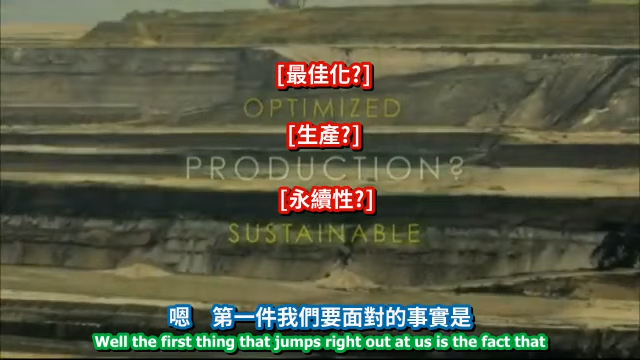 [最佳化?]
OPTIMIZED
[生產?]
PRODUCTION?
[永續性?]
SUSTAINABLE
嗯　第一件我們要面對的事實是
Well the first thing that jumps right out at us is the fact that